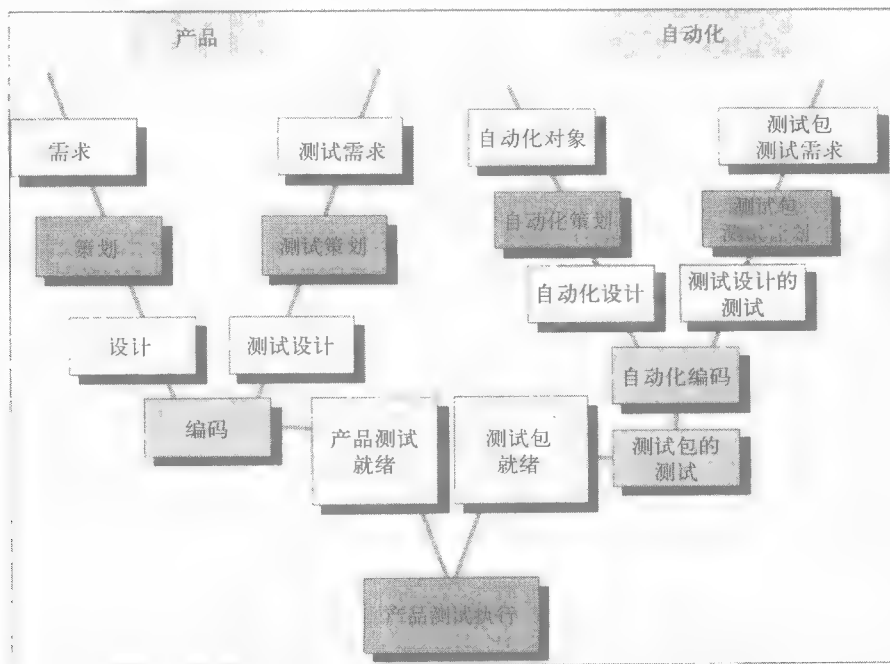 产品
自动化
需求
测试需求
自动化对象
测试包
测试需求
策划
测试策划
自动化策划
测试包
设计
测试设计
自动化设计
测试设计的
测试
编码
产品测试
就绪
测试包
就绪
自动化编码
测试包的
测试
产品测试执行